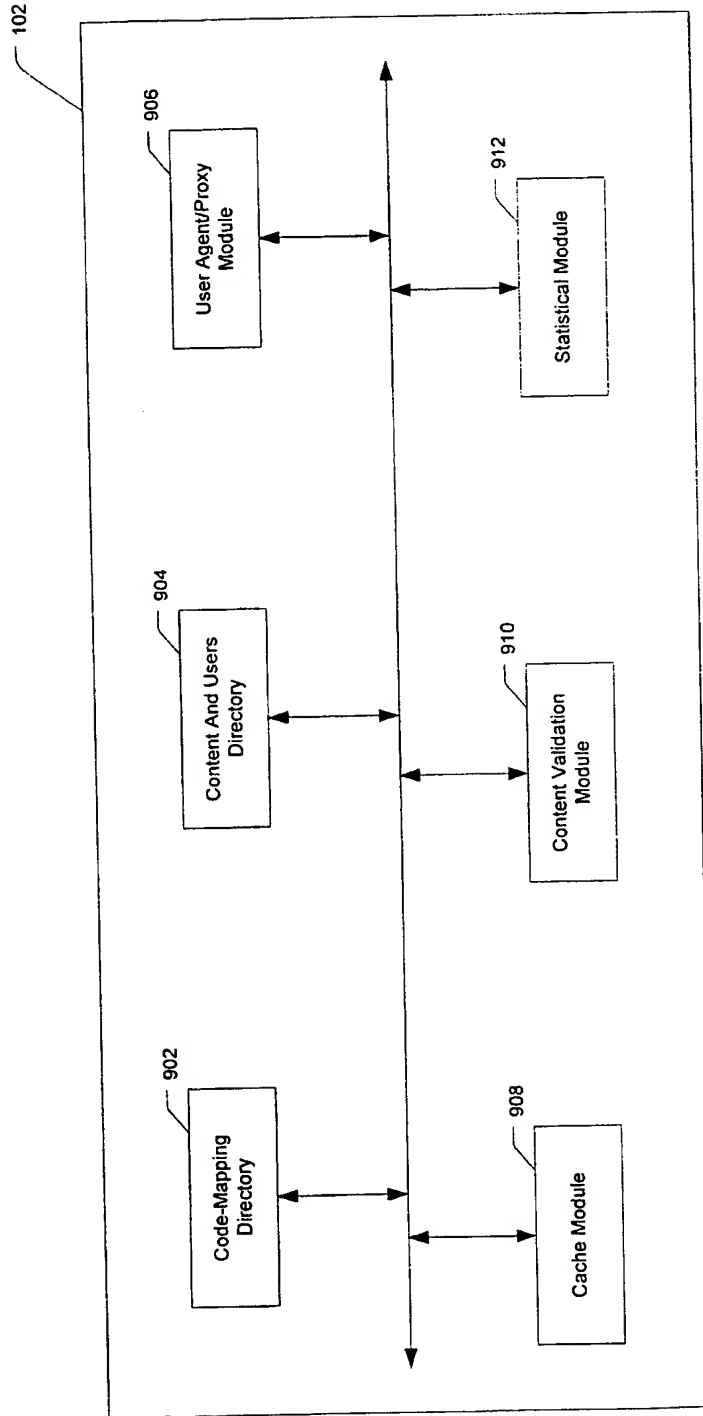 102
902
Code-Mapping
Directory
904
Content And Users
Directory
906
User Agent/Proxy
Module
908
Cache Module
910
Content Validation
Module
912
Statistical Module